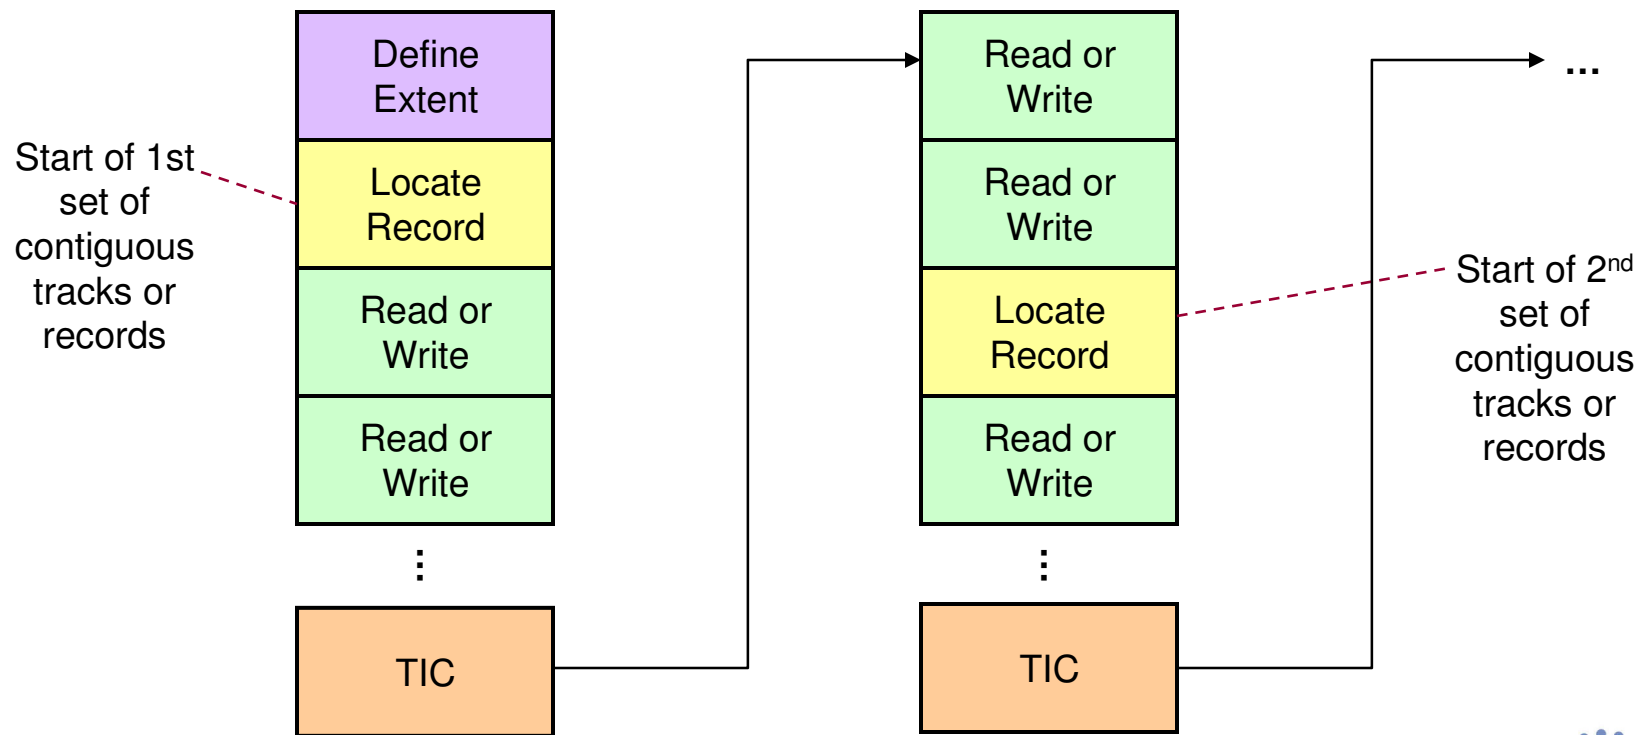 Define
Extent
Start of 1st
set of
contiguous
tracks or
records
Locate
Record
Read or
Write
Read or
Write
⋮
TIC
Read or
Write
Read or
Write
Locate
Record
Read or
Write
⋮
TIC
...
Start of 2nd
set of
contiguous
tracks or
records